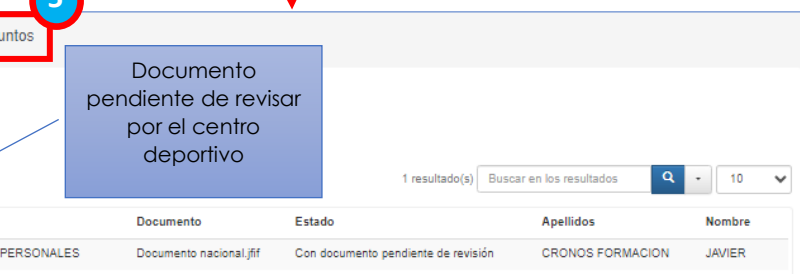 untos
Documento
pendiente de revisar
por el centro
deportivo
1 resultado(s) Buscar en los resultados - 10
Documento Estado Apellidos Nombre
PERSONALES Documento nacional.jfif Con documento pendiente de revisión CRONOS FORMACION JAVIER